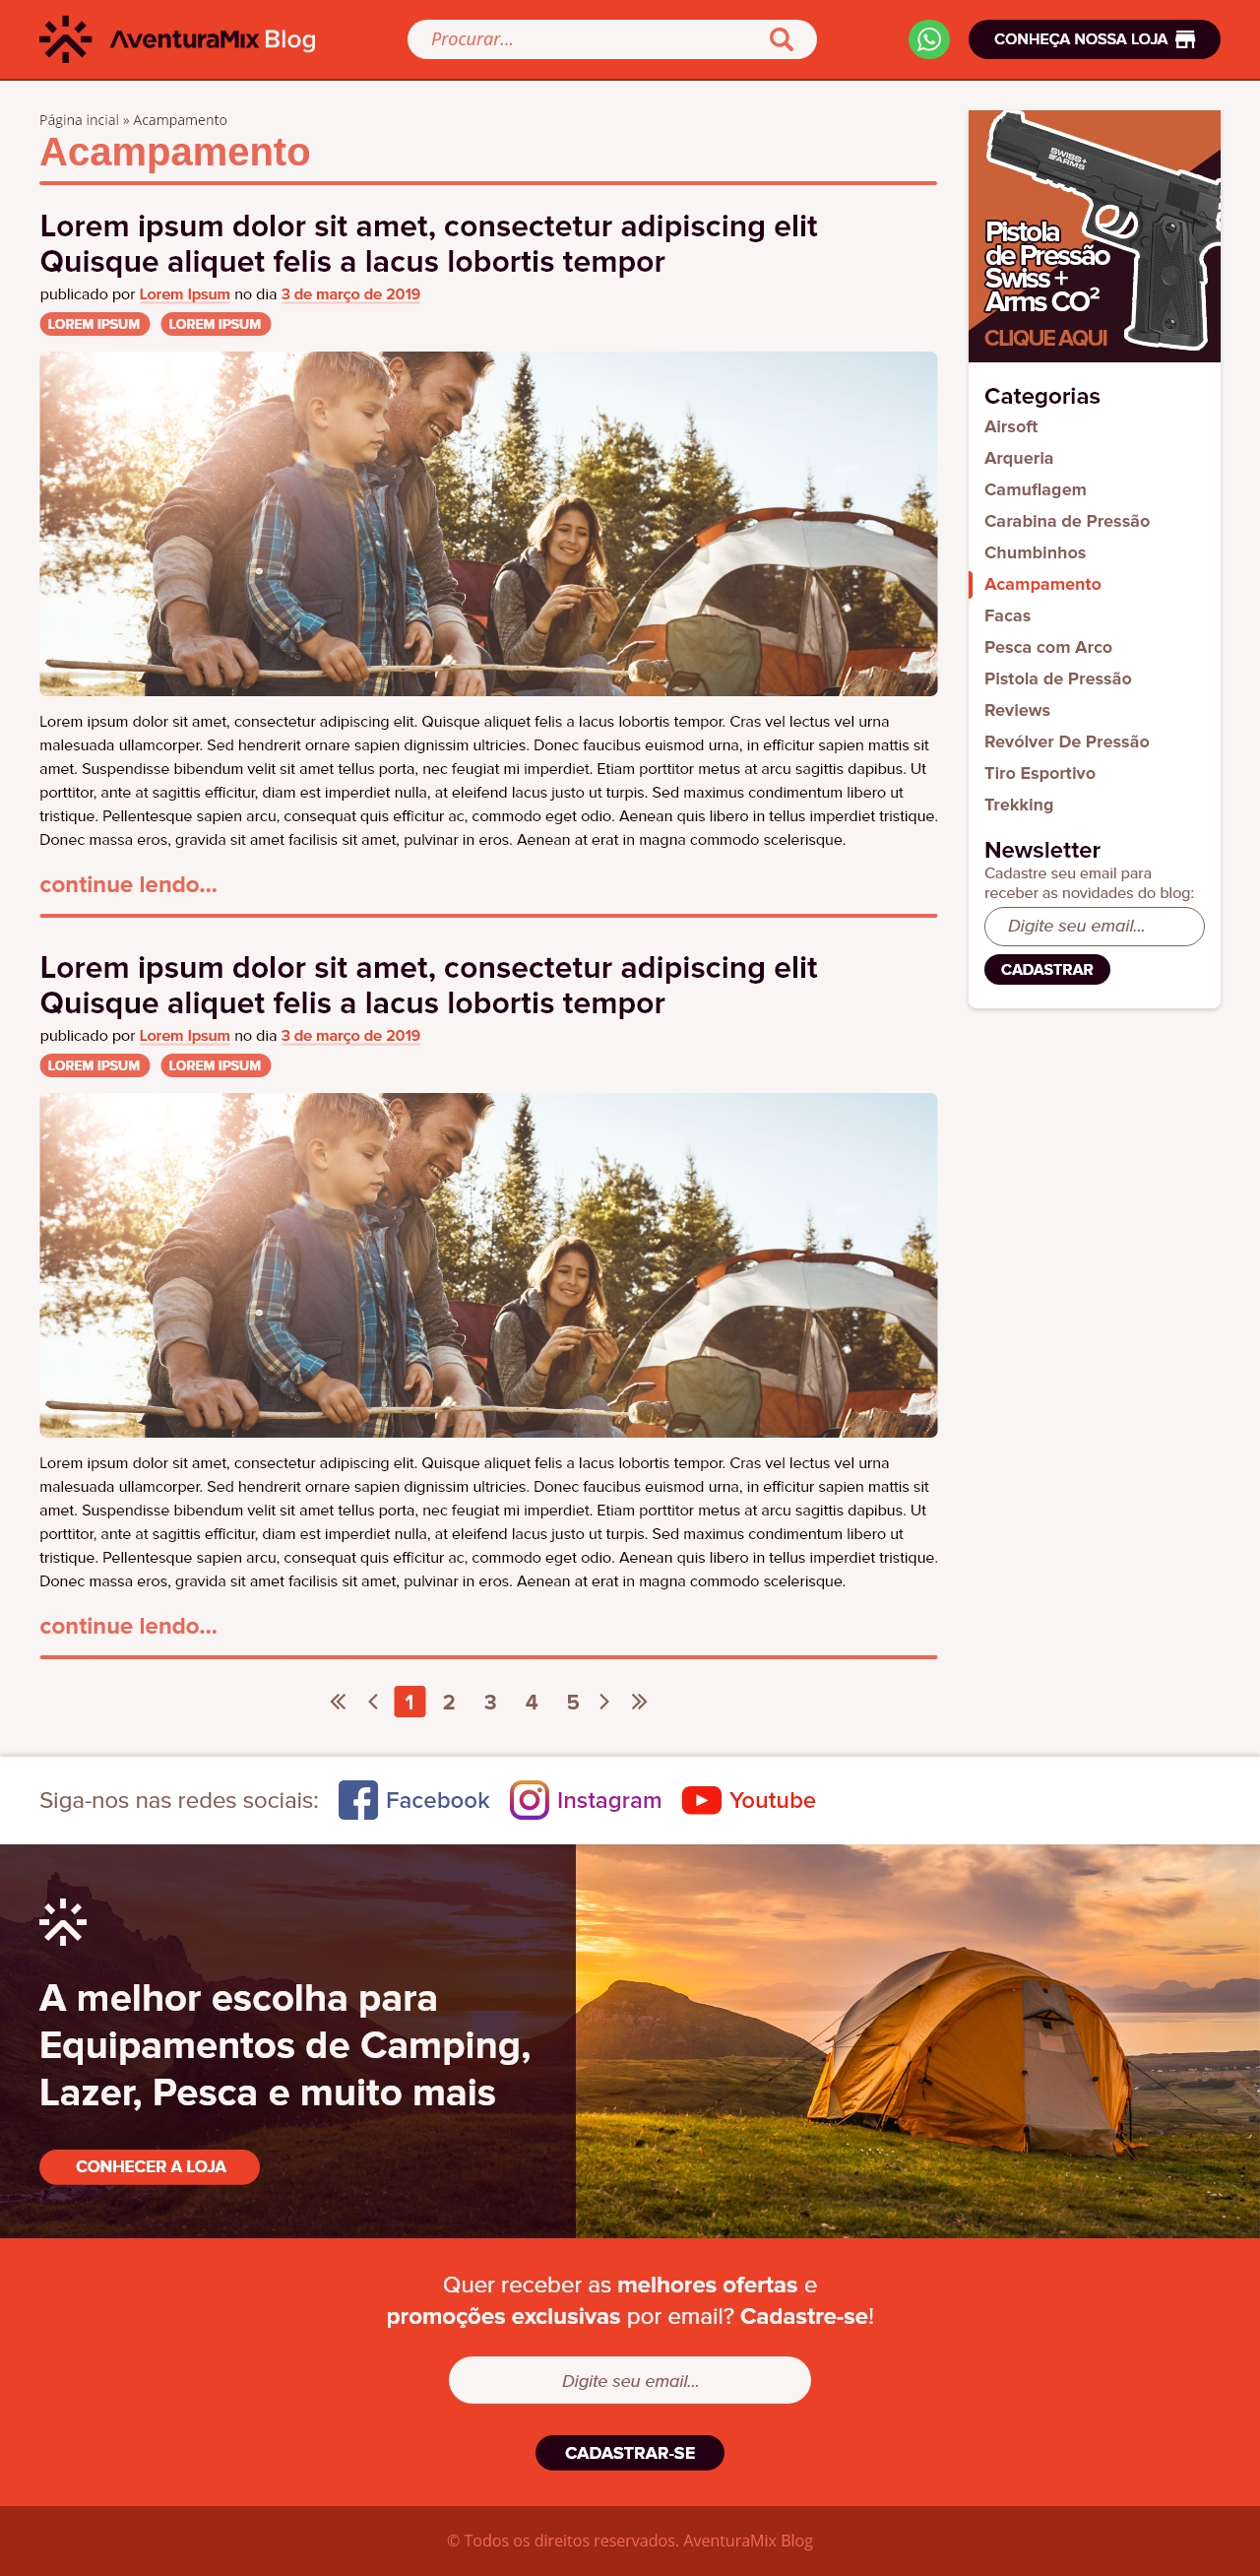 AventuraMix Blog
Procurar...
CONHEÇA NOSSA LOJA
Página incial » Acampamento
Acampamento
Lorem ipsum dolor sit amet, consectetur adipiscing elit
Quisque aliquet felis a lacus lobortis tempor
publicado por Lorem Ipsum no dia 3 de março de 2019
LOREM IPSUM LOREM IPSUM
Lorem ipsum dolor sit amet, consectetur adipiscing elit. Quisque aliquet felis a lacus lobortis tempor. Cras vel lectus vel urna
malesuada ullamcorper. Sed hendrerit ornare sapien dignissim ultricies. Donec faucibus euismod urna, in efficitur sapien mattis sit
amet. Suspendisse bibendum velit sit amet tellus porta, nec feugiat mi imperdiet. Etiam porttitor metus at arcu sagittis dapibus. Ut
porttitor, ante at sagittis efficitur, diam est imperdiet nulla, at eleifend lacus justo ut turpis. Sed maximus condimentum libero ut
tristique. Pellentesque sapien arcu, consequat quis efficitur ac, commodo eget odio. Aenean quis libero in tellus imperdiet tristique.
Donec massa eros, gravida sit amet facilisis sit amet, pulvinar in eros. Aenean at erat in magna commodo scelerisque.
continue lendo...
Lorem ipsum dolor sit amet, consectetur adipiscing elit
Quisque aliquet felis a lacus lobortis tempor
publicado por Lorem Ipsum no dia 3 de março de 2019
LOREM IPSUM LOREM IPSUM
Lorem ipsum dolor sit amet, consectetur adipiscing elit. Quisque aliquet felis a lacus lobortis tempor. Cras vel lectus vel urna
malesuada ullamcorper. Sed hendrerit ornare sapien dignissim ultricies. Donec faucibus euismod urna, in efficitur sapien mattis sit
amet. Suspendisse bibendum velit sit amet tellus porta, nec feugiat mi imperdiet. Etiam porttitor metus at arcu sagittis dapibus. Ut
porttitor, ante at sagittis efficitur, diam est imperdiet nulla, at eleifend lacus justo ut turpis. Sed maximus condimentum libero ut
tristique. Pellentesque sapien arcu, consequat quis efficitur ac, commodo eget odio. Aenean quis libero in tellus imperdiet tristique.
Donec massa eros, gravida sit amet facilisis sit amet, pulvinar in eros. Aenean at erat in magna commodo scelerisque.
continue lendo...
1 2 3 4 5
SWISS+
ARMS
Pistola
de Pressão
Swiss +
Arms CO²
CLIQUE AQUI
Categorias
Airsoft
Arqueria
Camuflagem
Carabina de Pressão
Chumbinhos
Acampamento
Facas
Pesca com Arco
Pistola de Pressão
Reviews
Revólver De Pressão
Tiro Esportivo
Trekking
Newsletter
Cadastre seu email para
receber as novidades do blog:
Digite seu email...
CADASTRAR
Siga-nos nas redes sociais: Facebook Instagram Youtube
A melhor escolha para
Equipamentos de Camping,
Lazer, Pesca e muito mais
CONHECER A LOJA
Quer receber as melhores ofertas e
promoções exclusivas por email? Cadastre-se!
Digite seu email...
CADASTRAR-SE
© Todos os direitos reservados. AventuraMix Blog